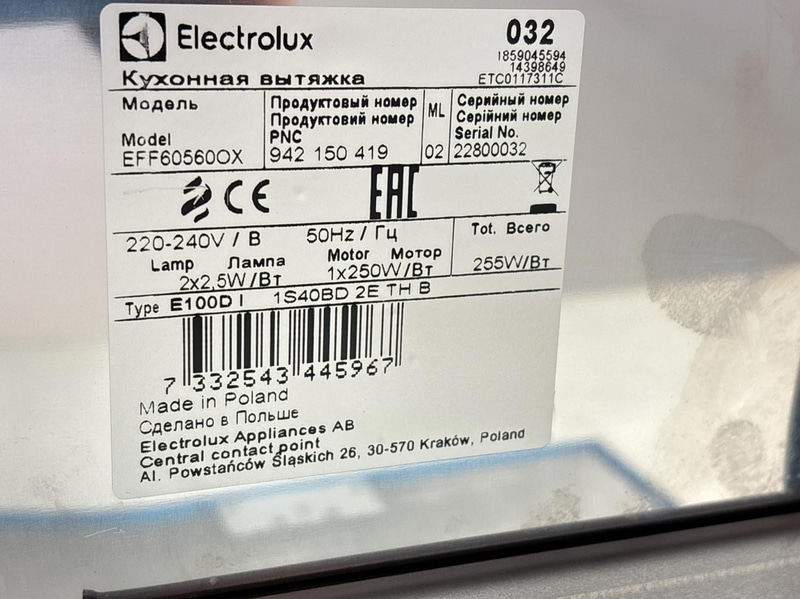 Electrolux
032
1859045594
14398649
ETC0117311C
Кухонная вытяжка
Модель
Model
EFF60560OX
Продуктовый номер
Продуктовий номер
PNC
942 150 419
ML
02
Серийный номер
Серійний номер
Serial No.
22800032
CE
EAC
220-240V / В 50Hz / Гц
Lamp Лампа Motor Мотор
2x2,5W/Вт 1x250W/Вт
Tot. Всего
255W/Вт
Type E100D I 1S40BD 2E TH B
7 332543 445967
Made in Poland
Сделано в Польше
Electrolux Appliances AB
Central contact point
Al. Powstańców Śląskich 26, 30-570 Kraków, Poland